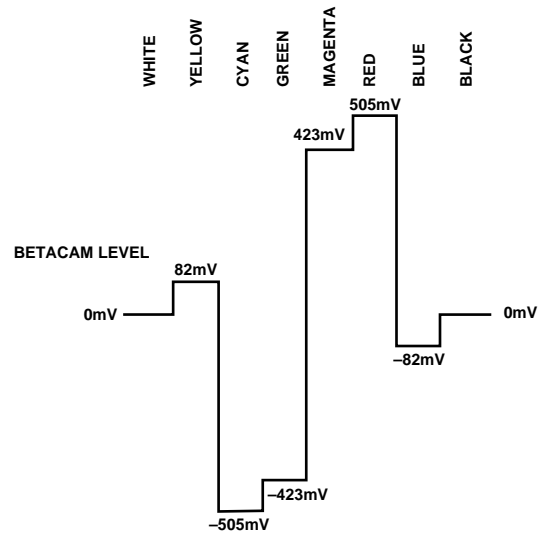 WHITE
YELLOW
CYAN
GREEN
MAGENTA
RED
BLUE
BLACK
505mV
423mV
BETACAM LEVEL
82mV
0mV
0mV
–82mV
–423mV
–505mV